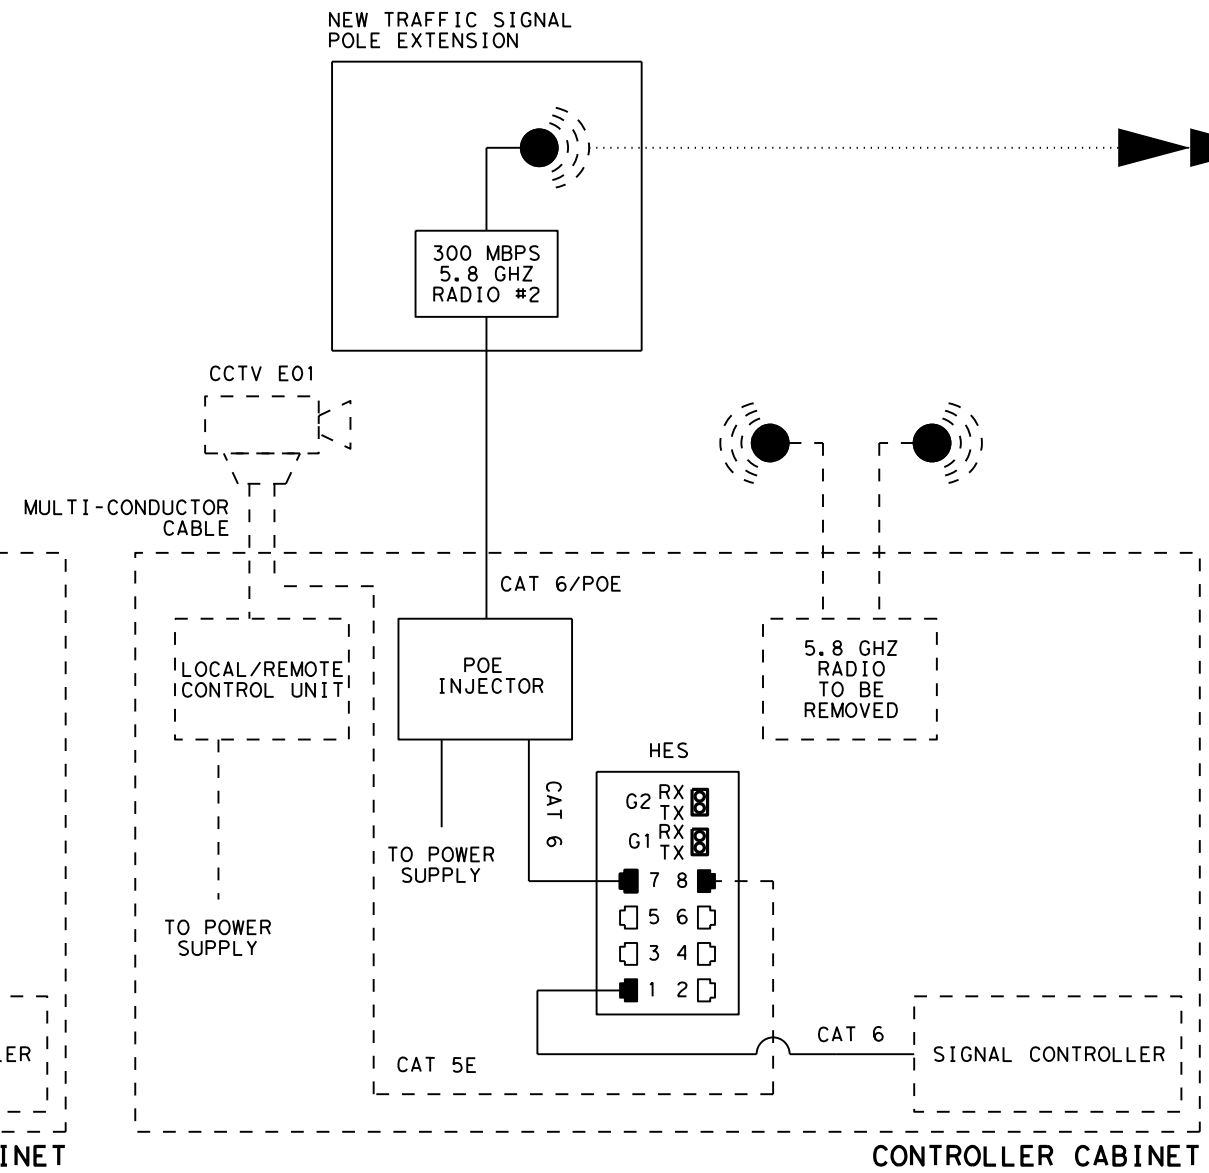 NEW TRAFFIC SIGNAL
POLE EXTENSION
300 MBPS
5.8 GHZ
RADIO #2
CCTV E01
MULTI-CONDUCTOR
CABLE
CAT 6/POE
LOCAL/REMOTE
CONTROL UNIT
POE
INJECTOR
5.8 GHZ
RADIO
TO BE
REMOVED
HES
CAT 6
G2 RX
TX
G1 RX
TX
TO POWER
SUPPLY
7 8
5 6
3 4
1 2
TO POWER
SUPPLY
LER
CAT 5E
CAT 6
SIGNAL CONTROLLER
INET
CONTROLLER CABINET